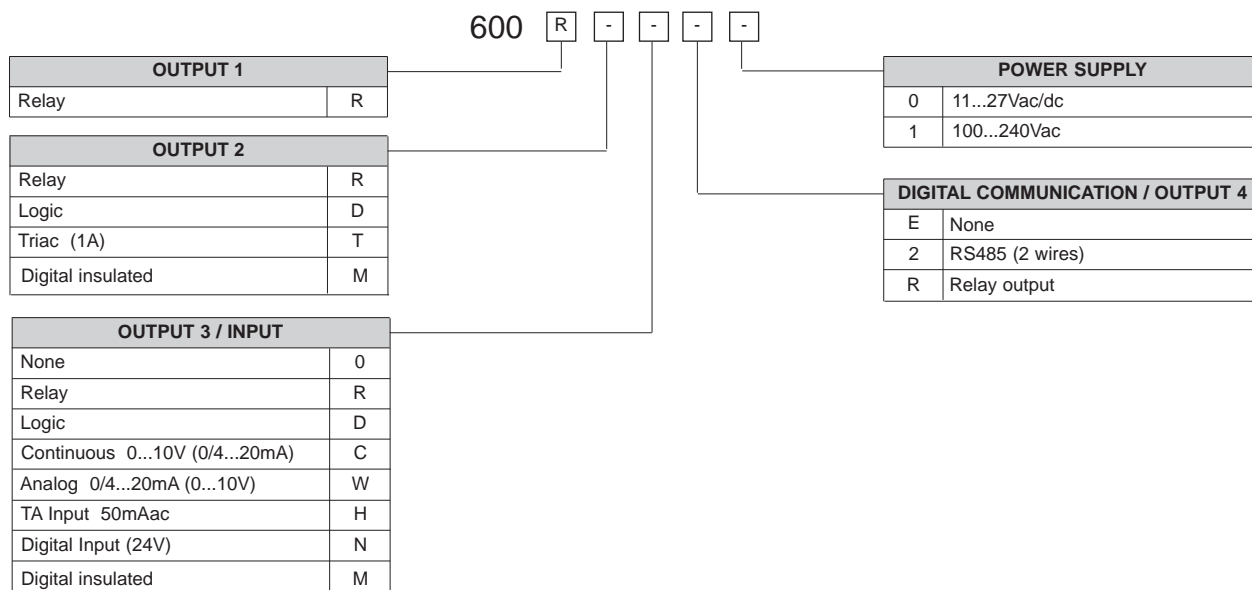 600 R - - - -
OUTPUT 1
Relay R
OUTPUT 2
Relay R
Logic D
Triac (1A) T
Digital insulated M
OUTPUT 3 / INPUT
None 0
Relay R
Logic D
Continuous 0...10V (0/4...20mA) C
Analog 0/4...20mA (0...10V) W
TA Input 50mAac H
Digital Input (24V) N
Digital insulated M
POWER SUPPLY
0 11...27Vac/dc
1 100...240Vac
DIGITAL COMMUNICATION / OUTPUT 4
E None
2 RS485 (2 wires)
R Relay output